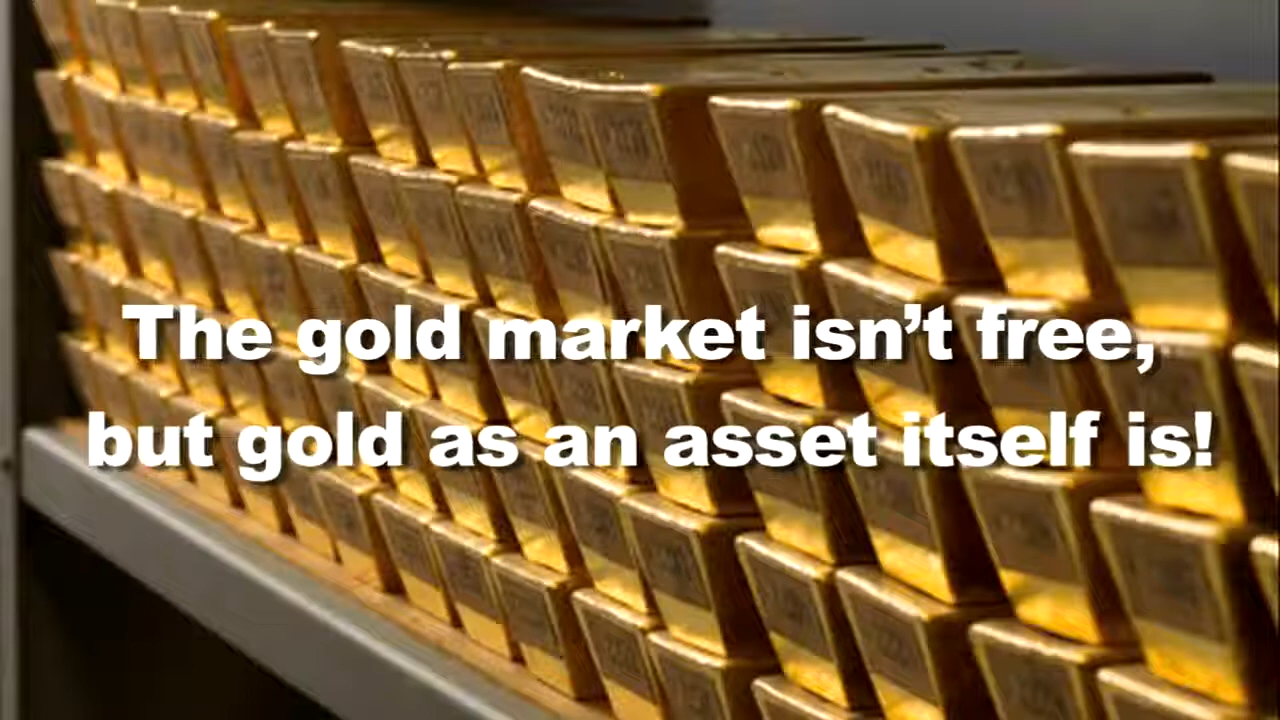 The gold market isn’t free,
but gold as an asset itself is!